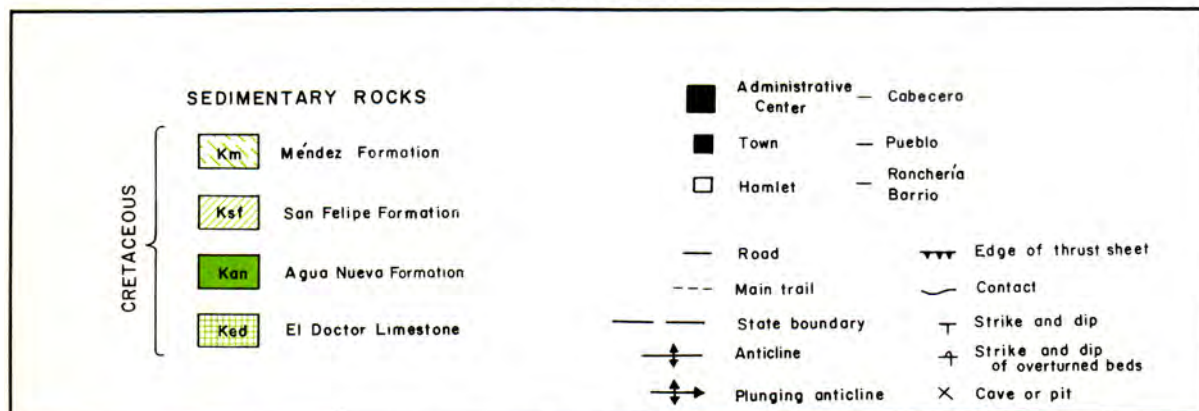 SEDIMENTARY ROCKS
CRETACEOUS
Km Méndez Formation
Ksf San Felipe Formation
Kan Agua Nueva Formation
Ked El Doctor Limestone
Administrative
Center — Cabecera
Town — Pueblo
Hamlet — Ranchería
Barrio
Road
Main trail
State boundary
Anticline
Plunging anticline
Edge of thrust sheet
Contact
Strike and dip
Strike and dip
of overturned beds
Cave or pit